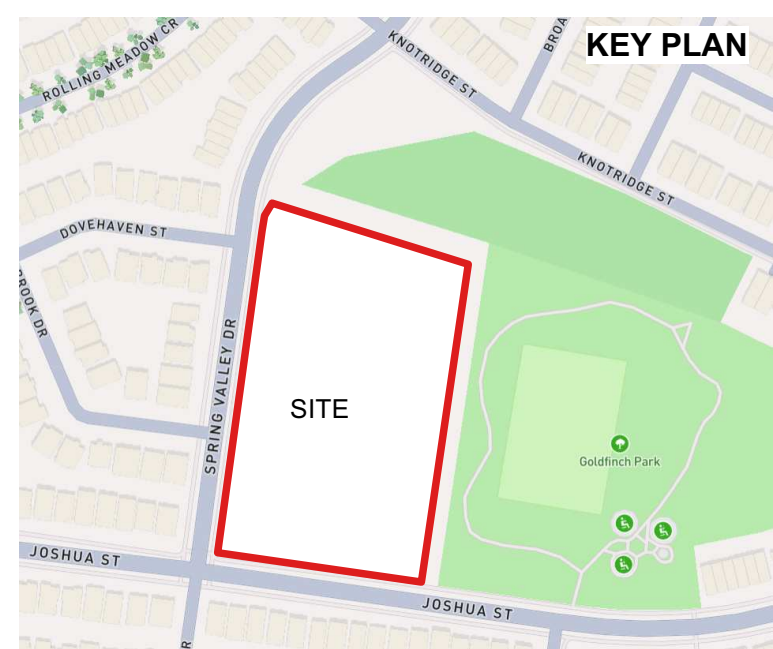 KEY PLAN
ROLLING MEADOW CR
KNOTRIDGE ST
BROA
KNOTRIDGE ST
DOVEHAVEN ST
BROOK DR
SPRING VALLEY DR
SITE
Goldfinch Park
JOSHUA ST
JOSHUA ST
R